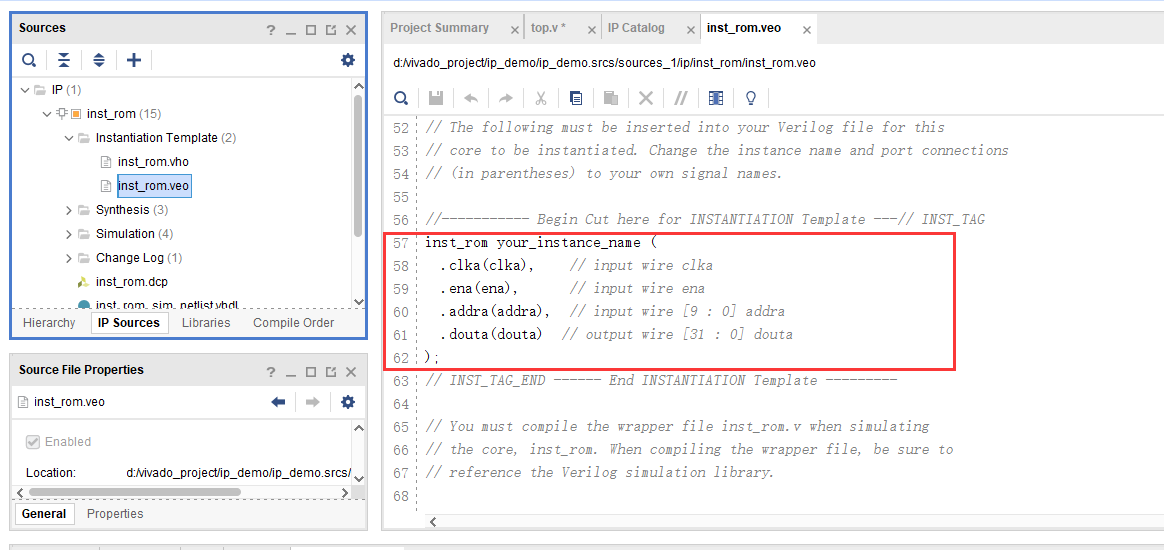 Sources
IP (1)
inst_rom (15)
Instantiation Template (2)
inst_rom.vho
inst_rom.veo
Synthesis (3)
Simulation (4)
Change Log (1)
inst_rom.dcp
inst_rom_sim_netlist.vhdl
Hierarchy IP Sources Libraries Compile Order
Source File Properties
inst_rom.veo
Enabled
Location: d:/vivado_project/ip_demo/ip_demo.srcs/
General Properties
Project Summary top.v * IP Catalog inst_rom.veo
d:/vivado_project/ip_demo/ip_demo.srcs/sources_1/ip/inst_rom/inst_rom.veo
52 // The following must be inserted into your Verilog file for this
53 // core to be instantiated. Change the instance name and port connections
54 // (in parentheses) to your own signal names.
55
56 //----------- Begin Cut here for INSTANTIATION Template ---// INST_TAG
57 inst_rom your_instance_name (
58 .clka(clka), // input wire clka
59 .ena(ena), // input wire ena
60 .addra(addra), // input wire [9 : 0] addra
61 .douta(douta) // output wire [31 : 0] douta
62 );
63 // INST_TAG_END ------ End INSTANTIATION Template ---------
64
65 // You must compile the wrapper file inst_rom.v when simulating
66 // the core, inst_rom. When compiling the wrapper file, be sure to
67 // reference the Verilog simulation library.
68